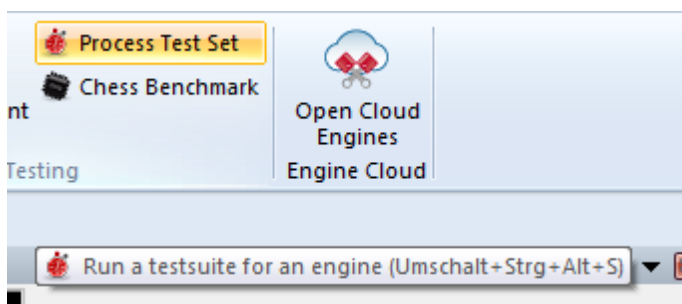 Process Test Set
Chess Benchmark
nt
Open Cloud
Engines
Testing
Engine Cloud
Run a testsuite for an engine (Umschalt+Strg+Alt+S)